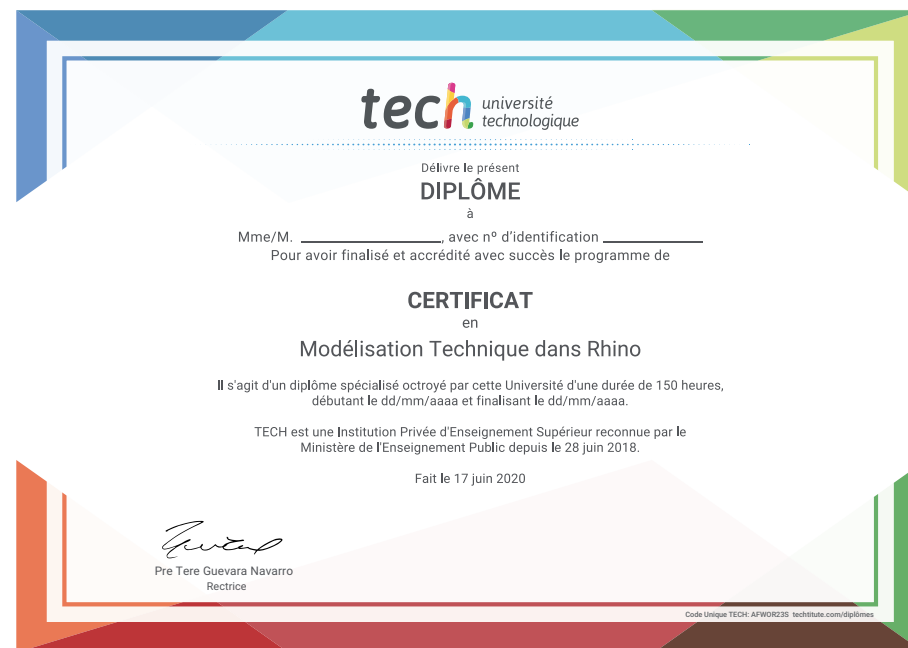 tech université
technologique
Délivre le présent
DIPLÔME
à
Mme/M. ____________________, avec nº d'identification ______________
Pour avoir finalisé et accrédité avec succès le programme de
CERTIFICAT
en
Modélisation Technique dans Rhino
Il s'agit d'un diplôme spécialisé octroyé par cette Université d'une durée de 150 heures,
débutant le dd/mm/aaaa et finalisant le dd/mm/aaaa.
TECH est une Institution Privée d'Enseignement Supérieur reconnue par le
Ministère de l'Enseignement Public depuis le 28 juin 2018.
Fait le 17 juin 2020
Pre Tere Guevara Navarro
Rectrice
Code Unique TECH: AFWOR23S techtitute.com/diplômes